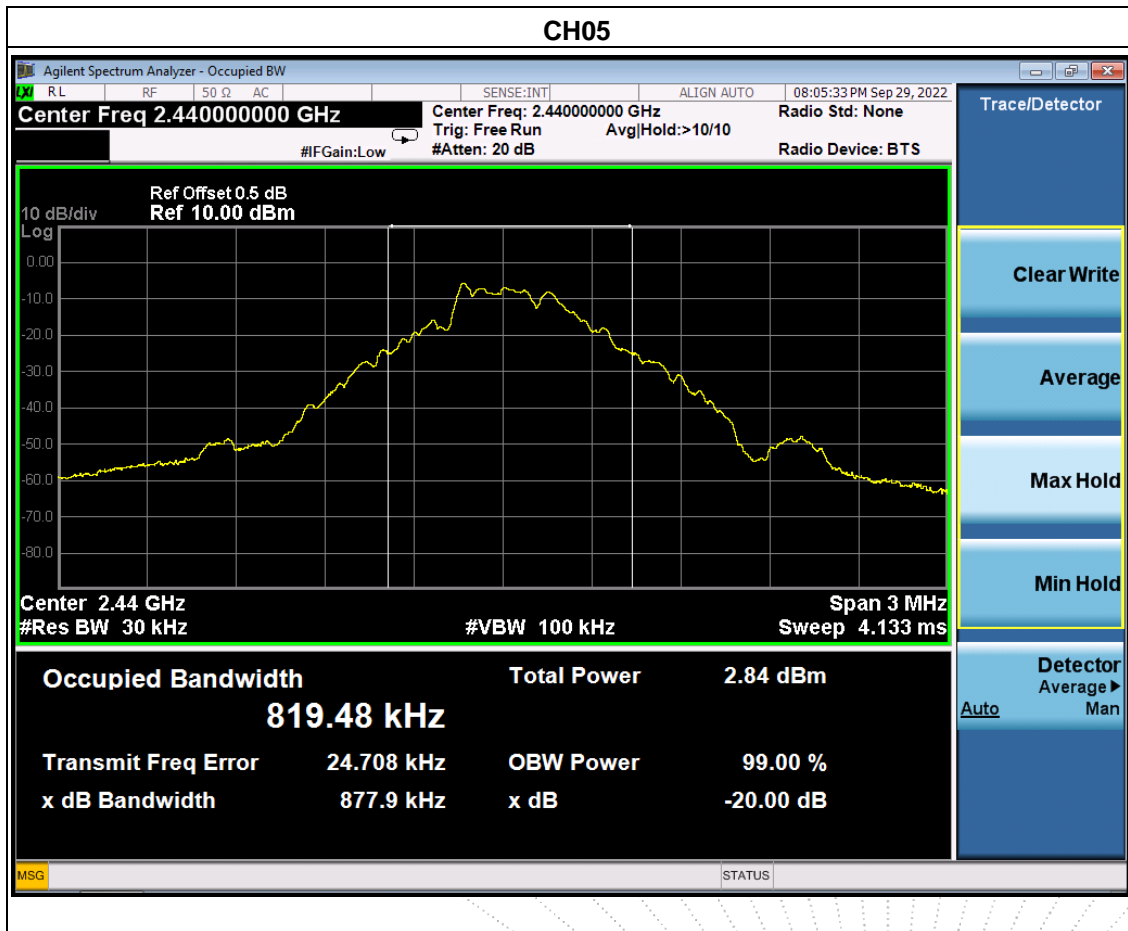 CH05
Agilent Spectrum Analyzer - Occupied BW
LXI RL RF 50 Ω AC SENSE:INT ALIGN AUTO 08:05:33 PM Sep 29, 2022
Center Freq 2.440000000 GHz
#IFGain:Low
Center Freq: 2.440000000 GHz
Trig: Free Run Avg|Hold:>10/10
#Atten: 20 dB
Radio Std: None
Radio Device: BTS
Trace/Detector
Ref Offset 0.5 dB
10 dB/div Ref 10.00 dBm
Log
0.00
-10.0
-20.0
-30.0
-40.0
-50.0
-60.0
-70.0
-80.0
Center 2.44 GHz Span 3 MHz
#Res BW 30 kHz #VBW 100 kHz Sweep 4.133 ms
Occupied Bandwidth Total Power 2.84 dBm
819.48 kHz
Transmit Freq Error 24.708 kHz OBW Power 99.00 %
x dB Bandwidth 877.9 kHz x dB -20.00 dB
Clear Write
Average
Max Hold
Min Hold
Detector
Average▶
Auto Man
MSG STATUS